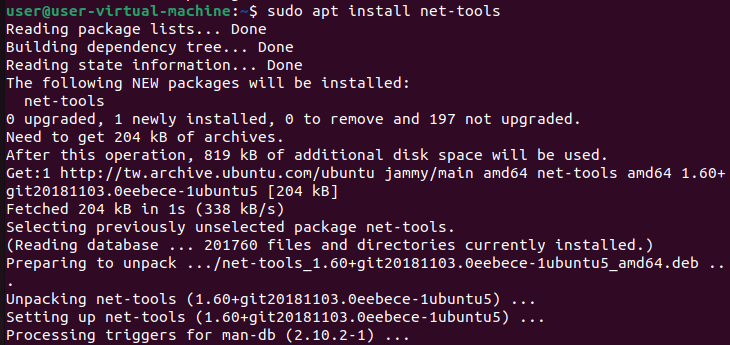 user@user-virtual-machine:~$ sudo apt install net-tools
Reading package lists... Done
Building dependency tree... Done
Reading state information... Done
The following NEW packages will be installed:
  net-tools
0 upgraded, 1 newly installed, 0 to remove and 197 not upgraded.
Need to get 204 kB of archives.
After this operation, 819 kB of additional disk space will be used.
Get:1 http://tw.archive.ubuntu.com/ubuntu jammy/main amd64 net-tools amd64 1.60+
git20181103.0eebece-1ubuntu5 [204 kB]
Fetched 204 kB in 1s (338 kB/s)
Selecting previously unselected package net-tools.
(Reading database ... 201760 files and directories currently installed.)
Preparing to unpack .../net-tools_1.60+git20181103.0eebece-1ubuntu5_amd64.deb ..
.
Unpacking net-tools (1.60+git20181103.0eebece-1ubuntu5) ...
Setting up net-tools (1.60+git20181103.0eebece-1ubuntu5) ...
Processing triggers for man-db (2.10.2-1) ...